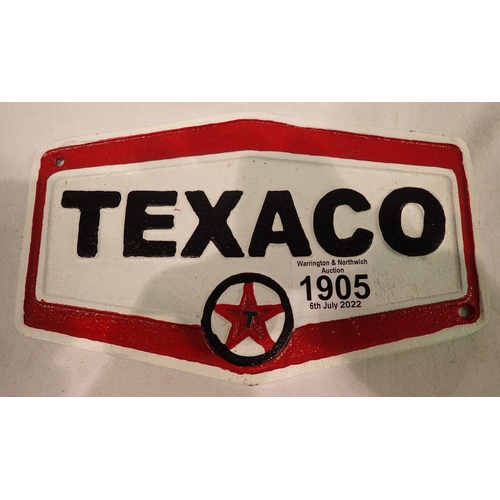 TEXACO
Warrington & Northwich
Auction
1905
6th July 2022
T